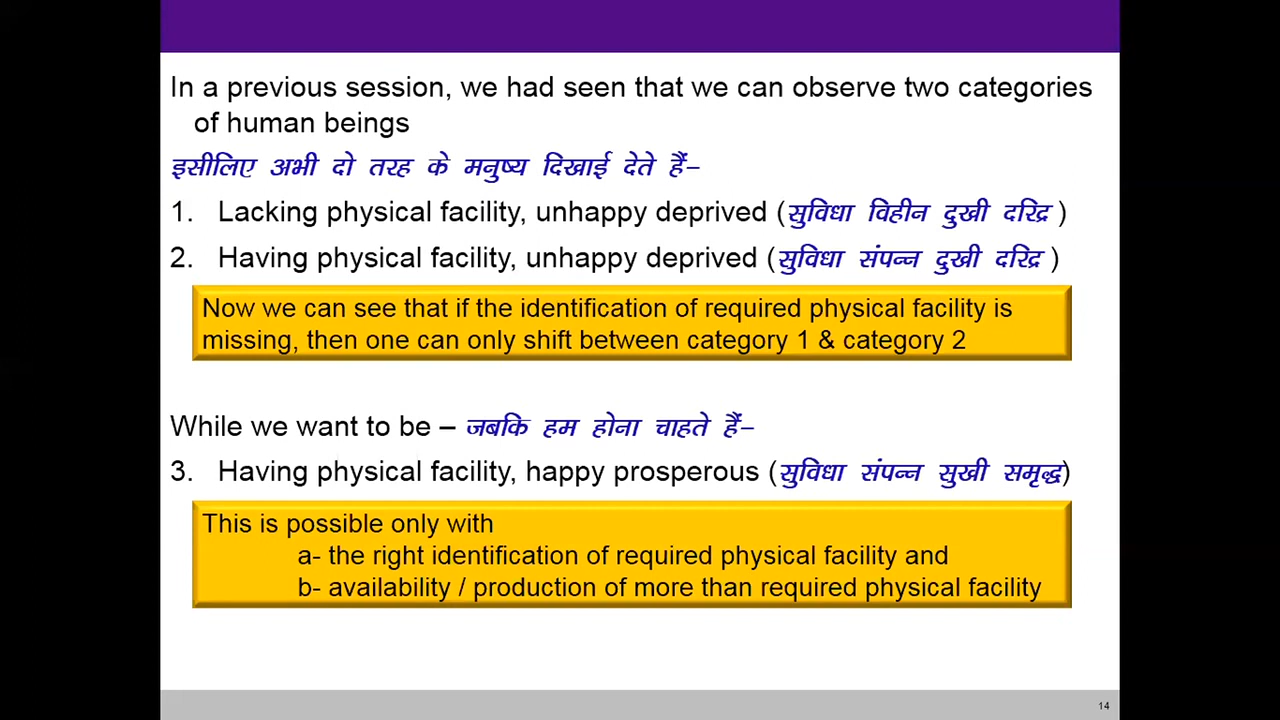 In a previous session, we had seen that we can observe two categories
of human beings
इसीलिए अभी दो तरह के मनुष्य दिखाई देते हैं–
1. Lacking physical facility, unhappy deprived (सुविधा विहीन दुखी दरिद्र )
2. Having physical facility, unhappy deprived (सुविधा संपन्न दुखी दरिद्र )
Now we can see that if the identification of required physical facility is
missing, then one can only shift between category 1 & category 2
While we want to be – जबकि हम होना चाहते हैं–
3. Having physical facility, happy prosperous (सुविधा संपन्न सुखी समृद्ध)
This is possible only with
a- the right identification of required physical facility and
b- availability / production of more than required physical facility
14